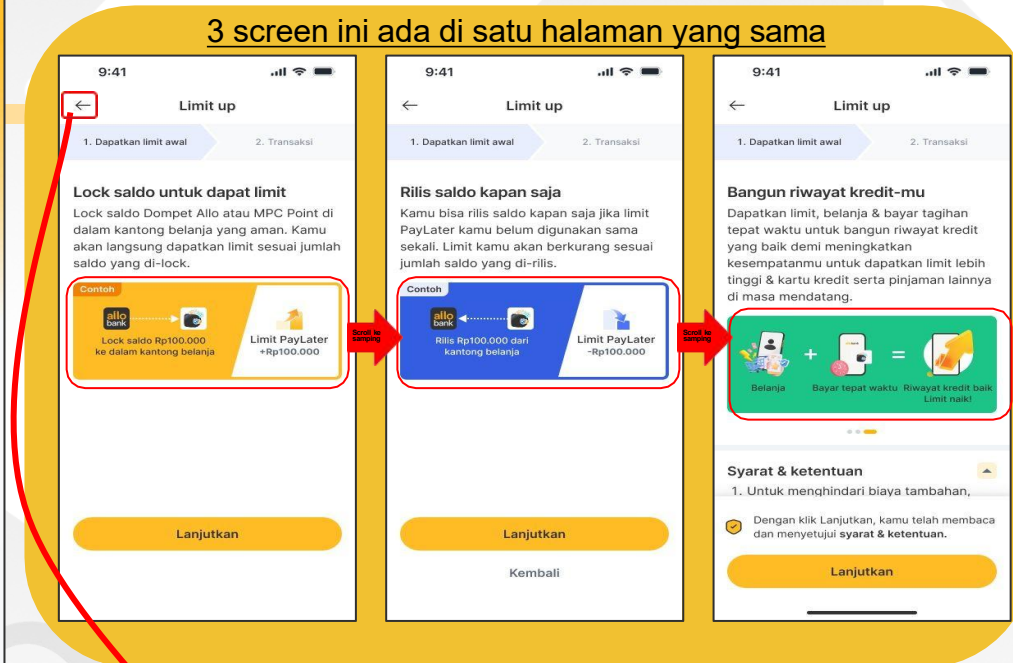 3 screen ini ada di satu halaman yang sama
9:41
Limit up
1. Dapatkan limit awal
2. Transaksi
Lock saldo untuk dapat limit
Lock saldo Dompet Allo atau MPC Point di
dalam kantong belanja yang aman. Kamu
akan langsung dapatkan limit sesuai jumlah
saldo yang di-lock.
Contoh
allo
bank
Lock saldo Rp100.000
ke dalam kantong belanja
Limit PayLater
+Rp100.000
Lanjutkan
Scroll ke
samping
9:41
Limit up
1. Dapatkan limit awal
2. Transaksi
Rilis saldo kapan saja
Kamu bisa rilis saldo kapan saja jika limit
PayLater kamu belum digunakan sama
sekali. Limit kamu akan berkurang sesuai
jumlah saldo yang di-rilis.
Contoh
allo
bank
Rilis Rp100.000 dari
kantong belanja
Limit PayLater
-Rp100.000
Lanjutkan
Kembali
Scroll ke
samping
9:41
Limit up
1. Dapatkan limit awal
2. Transaksi
Bangun riwayat kredit-mu
Dapatkan limit, belanja & bayar tagihan
tepat waktu untuk bangun riwayat kredit
yang baik demi meningkatkan
kesempatanmu untuk dapatkan limit lebih
tinggi & kartu kredit serta pinjaman lainnya
di masa mendatang.
+
=
Belanja
Bayar tepat waktu
Riwayat kredit baik
Limit naik!
Syarat & ketentuan
1. Untuk menghindari biaya tambahan,
Dengan klik Lanjutkan, kamu telah membaca
dan menyetujui syarat & ketentuan.
Lanjutkan